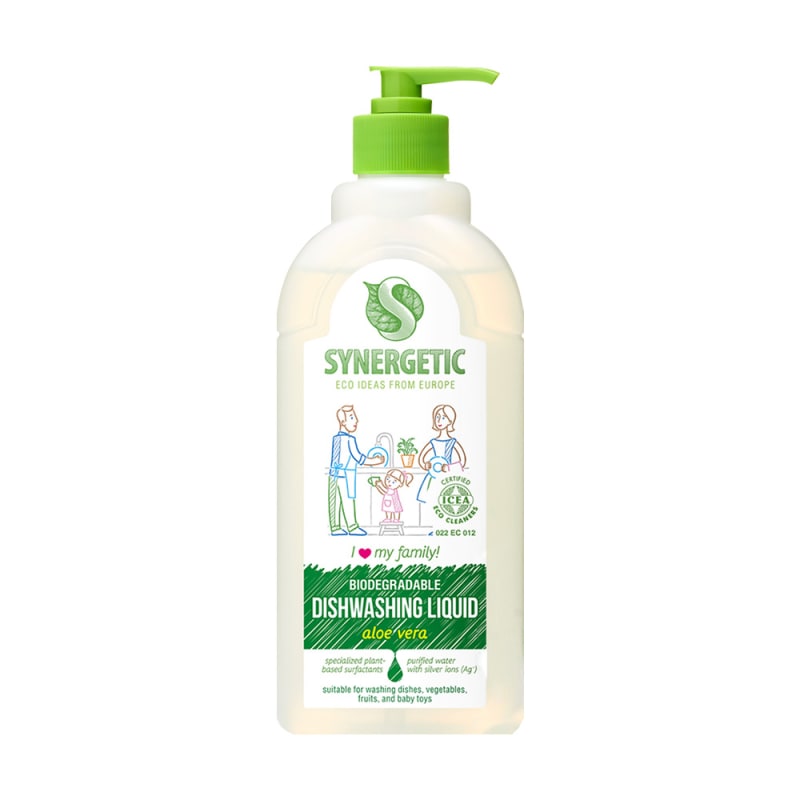 S
SYNERGETIC
ECO IDEAS FROM EUROPE
CERTIFIED
ICEA
ECO CLEANERS
022 EC 012
I ♥ my family!
BIODEGRADABLE
DISHWASHING LIQUID
aloe vera
specialized plant-
based surfactants
purified water
with silver ions (Ag⁺)
suitable for washing dishes, vegetables,
fruits, and baby toys